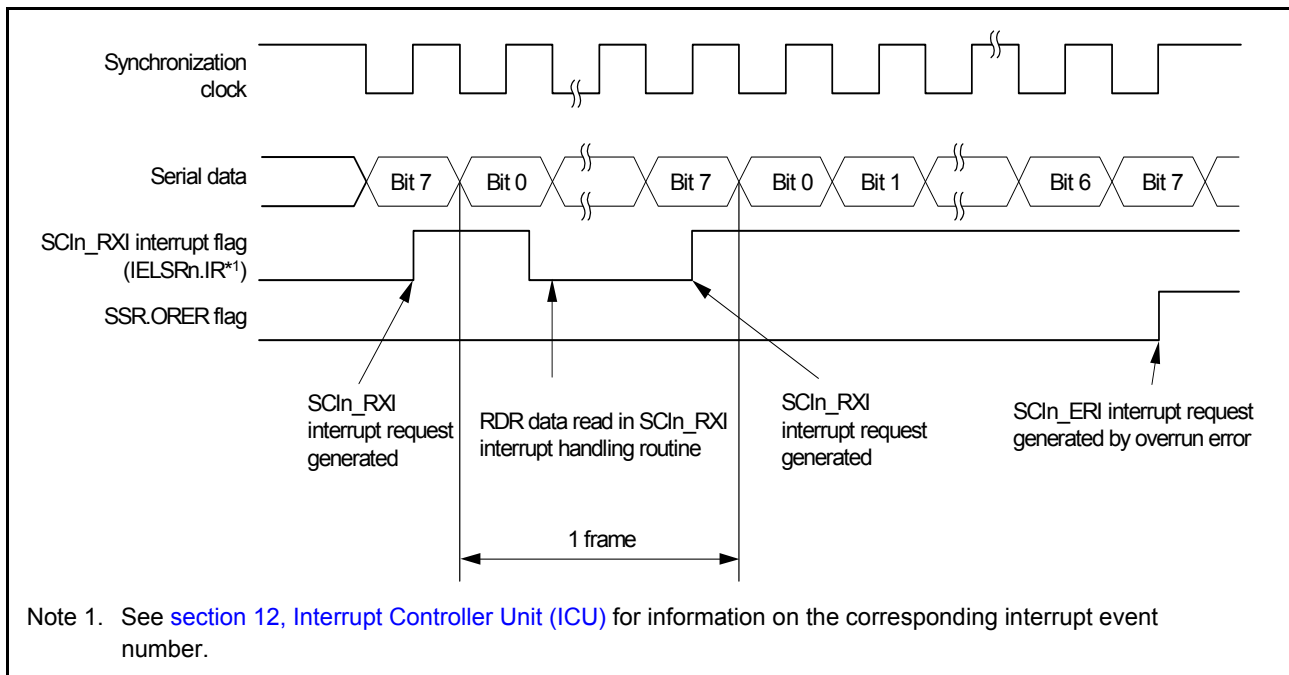 Synchronization
clock
Serial data
Bit 7
Bit 0
Bit 7
Bit 0
Bit 1
Bit 6
Bit 7
SCIn_RXI interrupt flag
(IELSRn.IR*1)
SSR.ORER flag
SCIn_RXI
interrupt request
generated
RDR data read in SCIn_RXI
interrupt handling routine
SCIn_RXI
interrupt request
generated
SCIn_ERI interrupt request
generated by overrun error
1 frame
Note 1. See section 12, Interrupt Controller Unit (ICU) for information on the corresponding interrupt event
number.